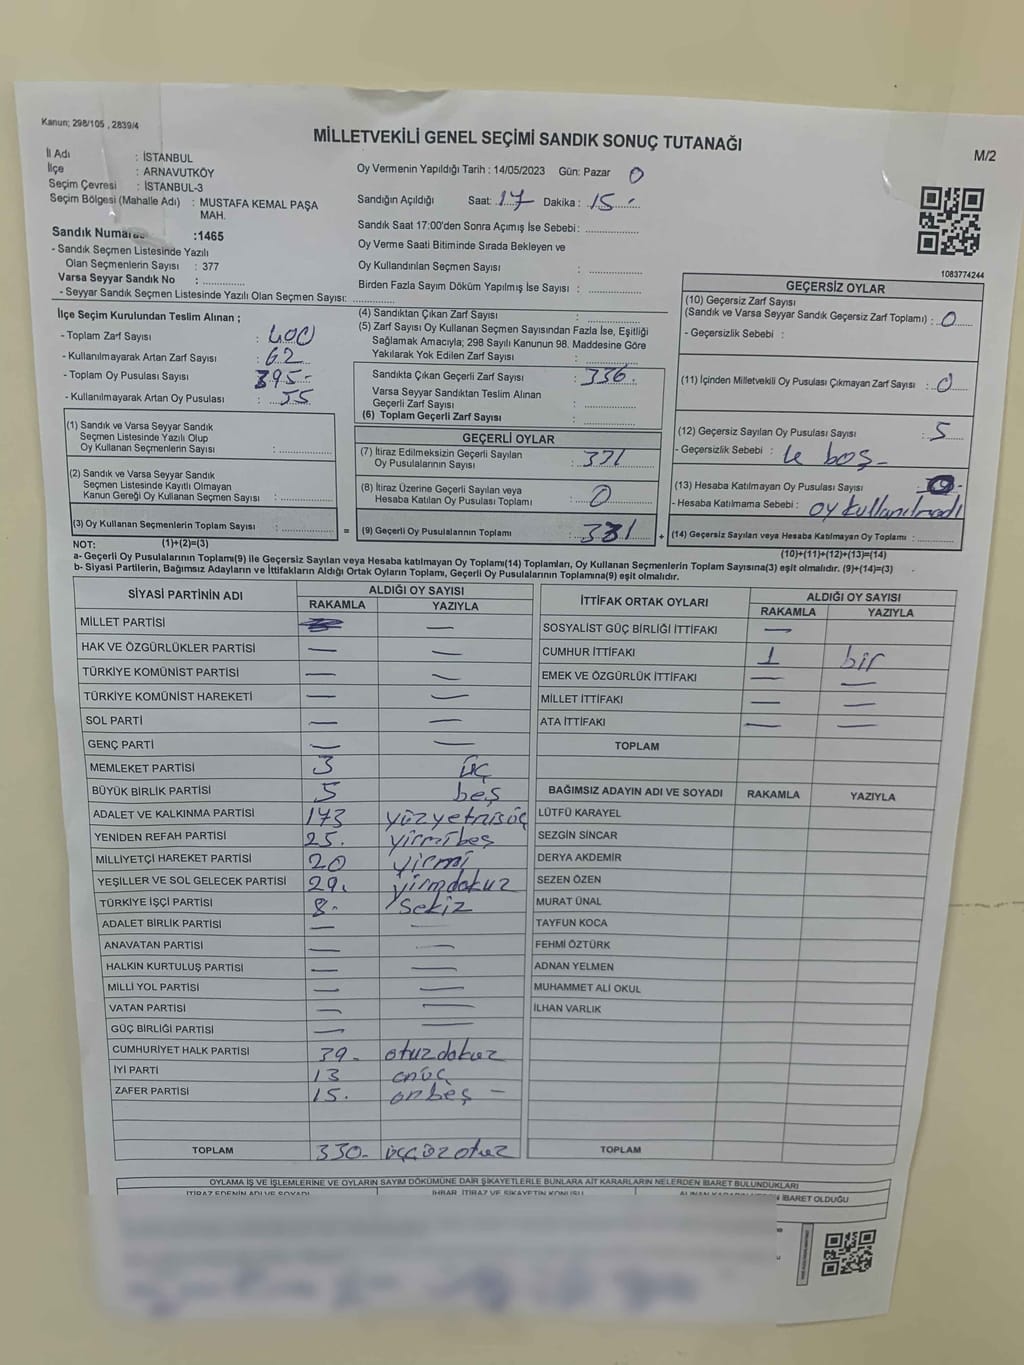 Kanun; 298/105 , 2839/4
MİLLETVEKİLİ GENEL SEÇİMİ SANDIK SONUÇ TUTANAĞI
M/2
İl Adı : İSTANBUL
İlçe : ARNAVUTKÖY
Seçim Çevresi : İSTANBUL-3
Seçim Bölgesi (Mahalle Adı) : MUSTAFA KEMAL PAŞA MAH.
Sandık Numarası :1465
- Sandık Seçmen Listesinde Yazılı
Olan Seçmenlerin Sayısı : 377
Varsa Seyyar Sandık No :
- Seyyar Sandık Seçmen Listesinde Yazılı Olan Seçmen Sayısı:
Oy Vermenin Yapıldığı Tarih : 14/05/2023 Gün: Pazar 0
Sandığın Açıldığı Saat: 17 Dakika : 15
Sandık Saat 17:00'den Sonra Açımış İse Sebebi:
Oy Verme Saati Bitiminde Sırada Bekleyen ve
Oy Kullandırılan Seçmen Sayısı :
Birden Fazla Sayım Döküm Yapılmış İse Sayısı :
1083774244
İlçe Seçim Kurulundan Teslim Alınan ;
- Toplam Zarf Sayısı : 400
- Kullanılmayarak Artan Zarf Sayısı : 62
- Toplam Oy Pusulası Sayısı : 395-
- Kullanılmayarak Artan Oy Pusulası : 55
(1) Sandık ve Varsa Seyyar Sandık
Seçmen Listesinde Yazılı Olup
Oy Kullanan Seçmenlerin Sayısı :
(2) Sandık ve Varsa Seyyar Sandık
Seçmen Listesinde Kayıtlı Olmayan
Kanun Gereği Oy Kullanan Seçmen Sayısı :
(3) Oy Kullanan Seçmenlerin Toplam Sayısı :
(4) Sandıktan Çıkan Zarf Sayısı :
(5) Zarf Sayısı Oy Kullanan Seçmen Sayısından Fazla İse, Eşitliği
Sağlamak Amacıyla; 298 Sayılı Kanunun 98. Maddesine Göre
Yakılarak Yok Edilen Zarf Sayısı :
Sandıkta Çıkan Geçerli Zarf Sayısı : 336.
Varsa Seyyar Sandıktan Teslim Alınan
Geçerli Zarf Sayısı :
(6) Toplam Geçerli Zarf Sayısı :
GEÇERLİ OYLAR
(7) İtiraz Edilmeksizin Geçerli Sayılan
Oy Pusulalarının Sayısı : 331
(8) İtiraz Üzerine Geçerli Sayılan veya
Hesaba Katılan Oy Pusulası Toplamı : 0
= (9) Geçerli Oy Pusulalarının Toplamı : 331 +
GEÇERSİZ OYLAR
(10) Geçersiz Zarf Sayısı
(Sandık ve Varsa Seyyar Sandık Geçersiz Zarf Toplamı) : 0
- Geçersizlik Sebebi :
(11) İçinden Milletvekili Oy Pusulası Çıkmayan Zarf Sayısı : 0
(12) Geçersiz Sayılan Oy Pusulası Sayısı : 5
- Geçersizlik Sebebi : boş-
(13) Hesaba Katılmayan Oy Pusulası Sayısı :
- Hesaba Katılmama Sebebi : oy kullanılmadı
(14) Geçersiz Sayılan veya Hesaba Katılmayan Oy Toplamı :
NOT: (1)+(2)=(3)
(10)+(11)+(12)+(13)=(14)
a- Geçerli Oy Pusulalarının Toplamı(9) ile Geçersiz Sayılan veya Hesaba katılmayan Oy Toplamı(14) Toplamları, Oy Kullanan Seçmenlerin Toplam Sayısına(3) eşit olmalıdır. (9)+(14)=(3)
b- Siyasi Partilerin, Bağımsız Adayların ve İttifakların Aldığı Oyların Toplamı, Geçerli Oy Pusulalarının Toplamına(9) eşit olmalıdır.
SİYASİ PARTİNİN ADI ALDIĞI OY SAYISI
RAKAMLA YAZIYLA
MİLLET PARTİSİ —
HAK VE ÖZGÜRLÜKLER PARTİSİ — —
TÜRKİYE KOMÜNİST PARTİSİ — —
TÜRKİYE KOMÜNİST HAREKETİ — —
SOL PARTİ — —
GENÇ PARTİ — —
MEMLEKET PARTİSİ 3 üç
BÜYÜK BİRLİK PARTİSİ 5 beş
ADALET VE KALKINMA PARTİSİ 173 yüzyetmişüç
YENİDEN REFAH PARTİSİ 25. yirmibeş
MİLLİYETÇİ HAREKET PARTİSİ 20 yirmi
YEŞİLLER VE SOL GELECEK PARTİSİ 29. yirmdokuz
TÜRKİYE İŞÇİ PARTİSİ 8- sekiz
ADALET BİRLİK PARTİSİ — —
ANAVATAN PARTİSİ — —
HALKIN KURTULUŞ PARTİSİ — —
MİLLİ YOL PARTİSİ — —
VATAN PARTİSİ — —
GÜÇ BİRLİĞİ PARTİSİ — —
CUMHURİYET HALK PARTİSİ 39- otuzdokuz
İYİ PARTİ 13 onüç
ZAFER PARTİSİ 15. onbeş —
TOPLAM 330- üççüz otuz
İTTİFAK ORTAK OYLARI ALDIĞI OY SAYISI
RAKAMLA YAZIYLA
SOSYALİST GÜÇ BİRLİĞİ İTTİFAKI —
CUMHUR İTTİFAKI 1 bir
EMEK VE ÖZGÜRLÜK İTTİFAKI — —
MİLLET İTTİFAKI — —
ATA İTTİFAKI — —
TOPLAM
BAĞIMSIZ ADAYIN ADI VE SOYADI RAKAMLA YAZIYLA
LÜTFÜ KARAYEL
SEZGİN SİNCAR
DERYA AKDEMİR
SEZEN ÖZEN
MURAT ÜNAL
TAYFUN KOCA
FEHMİ ÖZTÜRK
ADNAN YELMEN
MUHAMMET ALİ OKUL
İLHAN VARLIK
TOPLAM
OYLAMA İŞ VE İŞLEMLERİNE VE OYLARIN SAYIM DÖKÜMÜNE DAİR ŞİKAYETLERLE BUNLARA AİT KARARLARIN NELERDEN İBARET BULUNDUKLARI
İTİRAZ EDENİN ADI VE SOYADI İHBAR, İTİRAZ VE ŞİKAYETİN KONUSU İBARET OLDUĞU